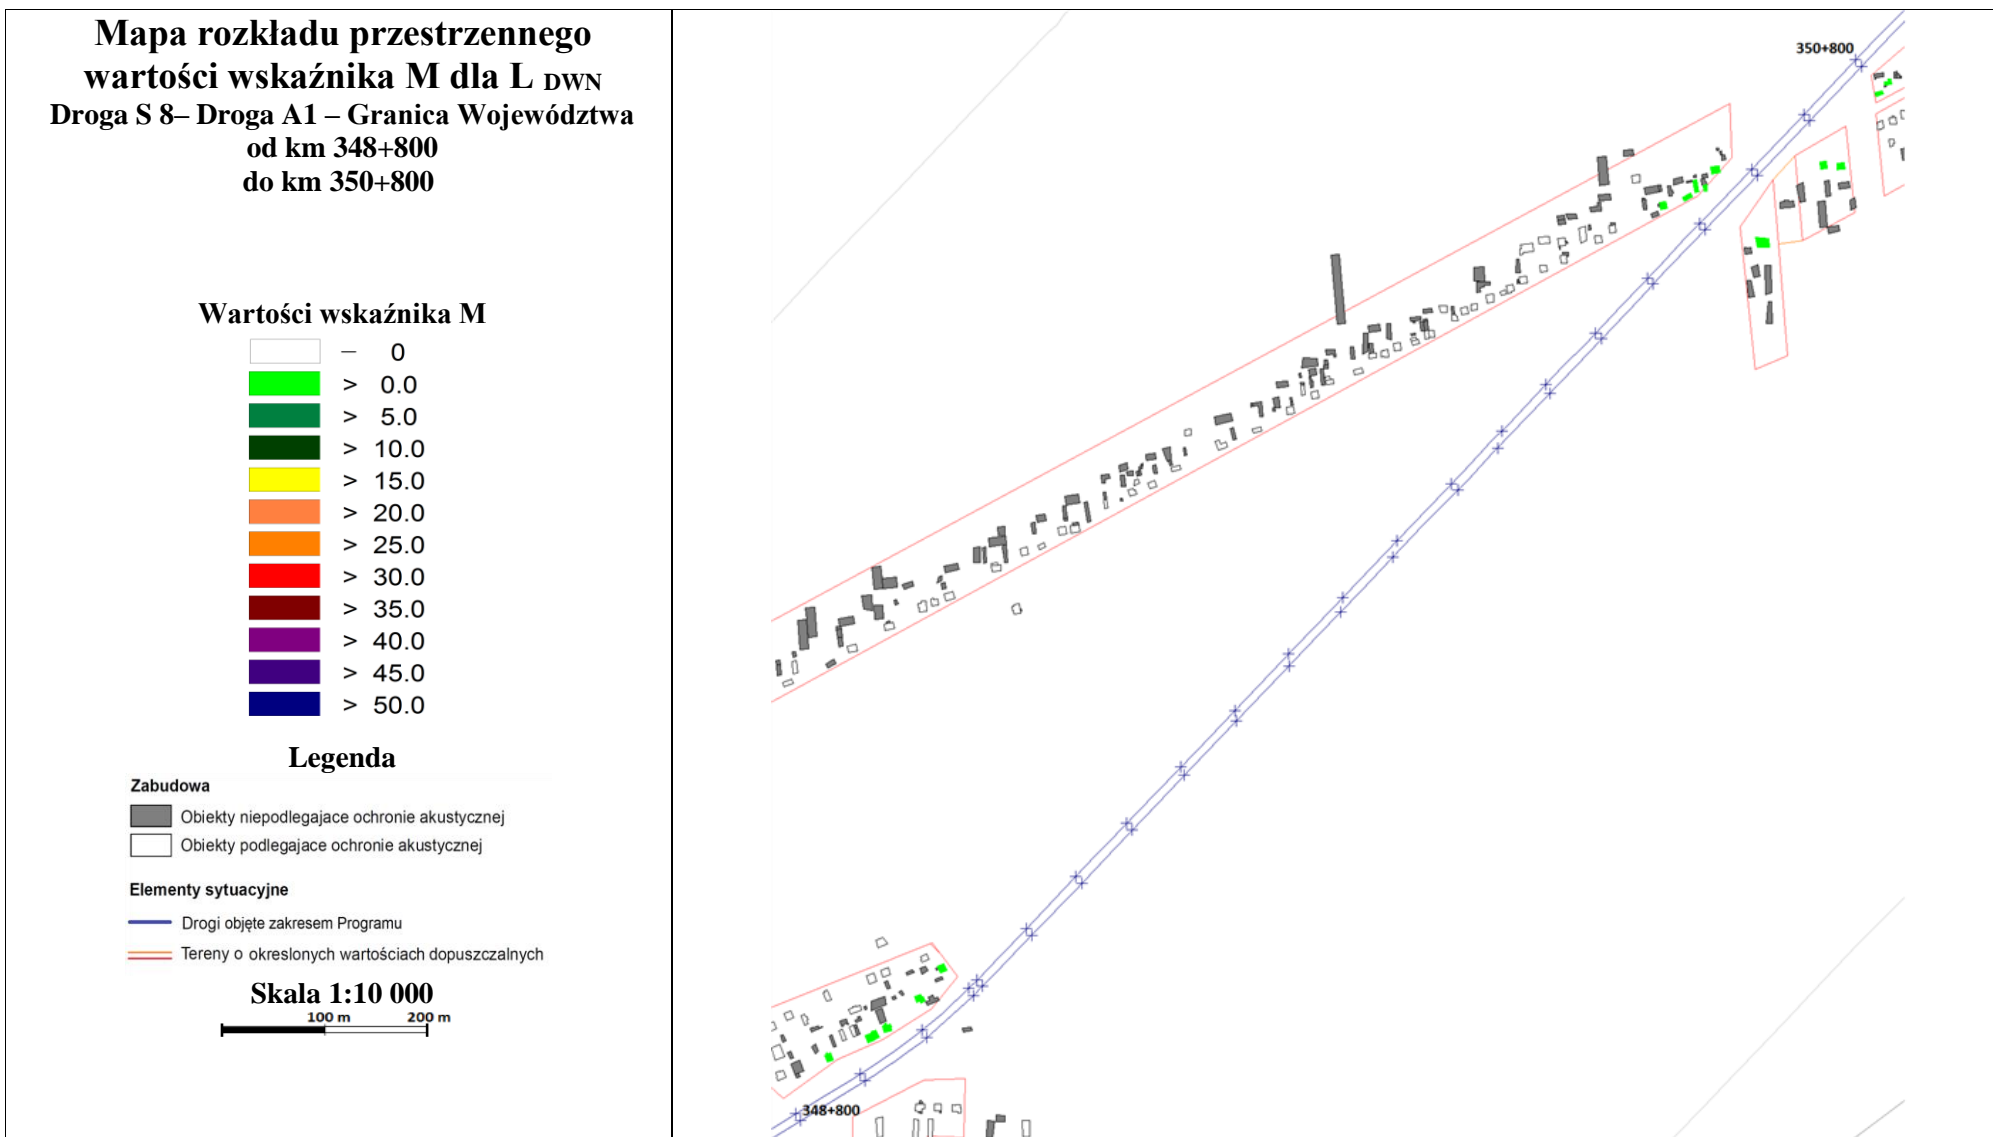 Mapa rozkładu przestrzennego
wartości wskaźnika M dla L DWN
Droga S 8– Droga A1 – Granica Województwa
od km 348+800
do km 350+800
Wartości wskaźnika M
– 0
> 0.0
> 5.0
> 10.0
> 15.0
> 20.0
> 25.0
> 30.0
> 35.0
> 40.0
> 45.0
> 50.0
Legenda
Zabudowa
Obiekty niepodlegajace ochronie akustycznej
Obiekty podlegajace ochronie akustycznej
Elementy sytuacyjne
Drogi objęte zakresem Programu
Tereny o okreslonych wartościach dopuszczalnych
Skala 1:10 000
100 m 200 m
350+800
348+800